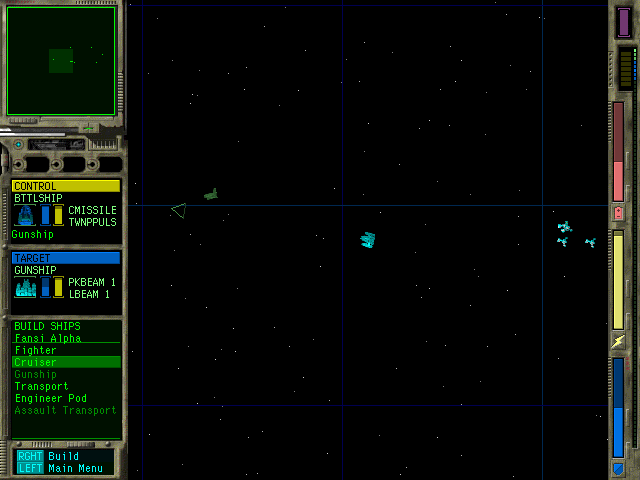 CONTROL
BTTLSHIP
CMISSILE
TWNPPULS
Gunship
TARGET
GUNSHIP
PKBEAM 1
LBEAM 1
BUILD SHIPS
Fansi Alpha
Fighter
Cruiser
Gunship
Transport
Engineer Pod
Assault Transport
RGHT Build
LEFT Main Menu